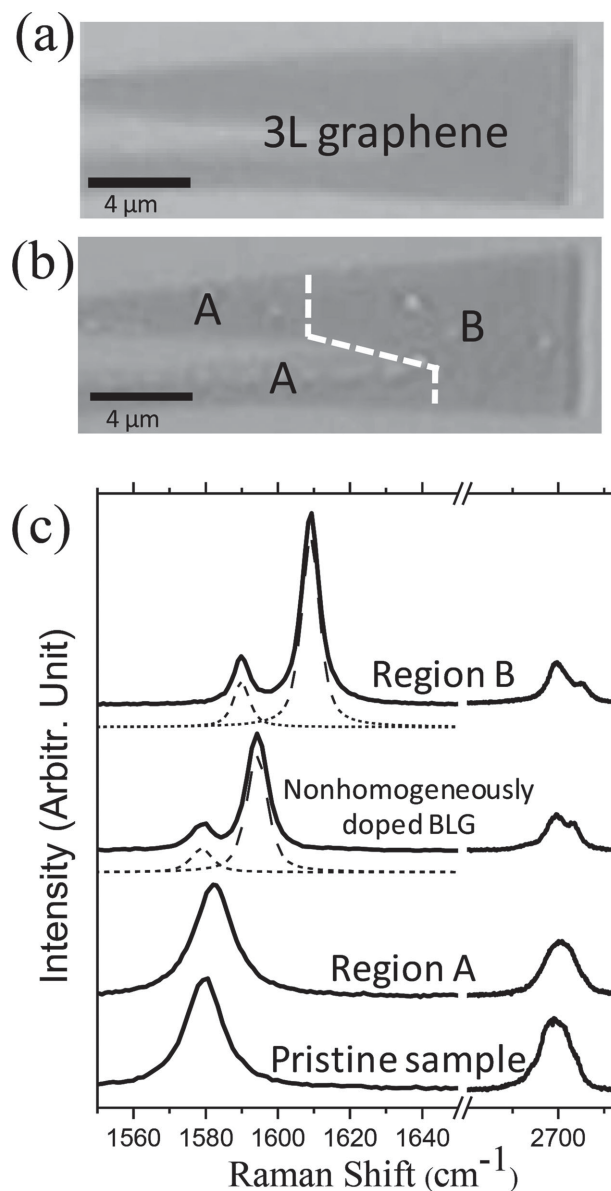 (a)
3L graphene
4 μm
(b)
A
B
A
4 μm
(c)
Intensity (Arbitr. Unit)
Region B
Nonhomogeneously
doped BLG
Region A
Pristine sample
1560 1580 1600 1620 1640 2700
Raman Shift (cm-1)